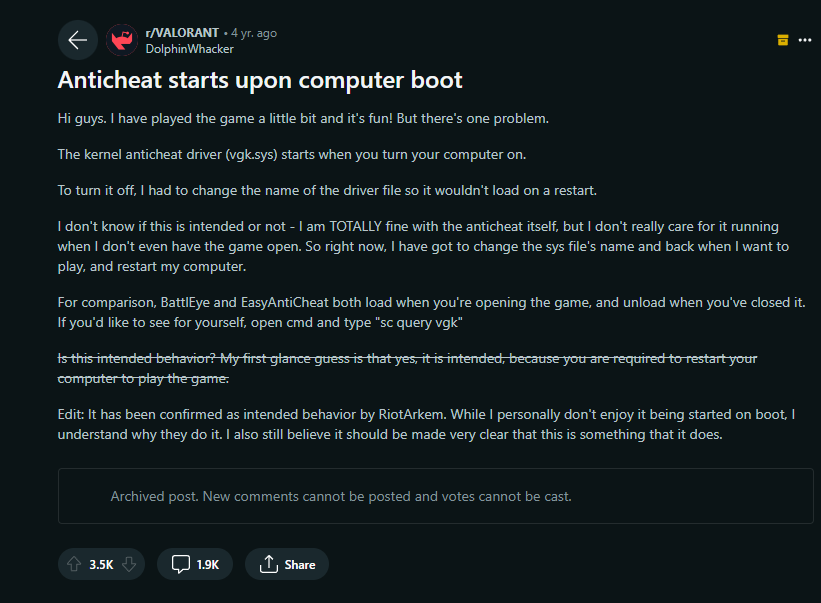 r/VALORANT • 4 yr. ago
DolphinWhacker
Anticheat starts upon computer boot
Hi guys. I have played the game a little bit and it's fun! But there's one problem.
The kernel anticheat driver (vgk.sys) starts when you turn your computer on.
To turn it off, I had to change the name of the driver file so it wouldn't load on a restart.
I don't know if this is intended or not - I am TOTALLY fine with the anticheat itself, but I don't really care for it running
when I don't even have the game open. So right now, I have got to change the sys file's name and back when I want to
play, and restart my computer.
For comparison, BattlEye and EasyAntiCheat both load when you're opening the game, and unload when you've closed it.
If you'd like to see for yourself, open cmd and type "sc query vgk"
Is this intended behavior? My first glance guess is that yes, it is intended, because you are required to restart your
computer to play the game.
Edit: It has been confirmed as intended behavior by RiotArkem. While I personally don't enjoy it being started on boot, I
understand why they do it. I also still believe it should be made very clear that this is something that it does.
Archived post. New comments cannot be posted and votes cannot be cast.
3.5K 1.9K Share